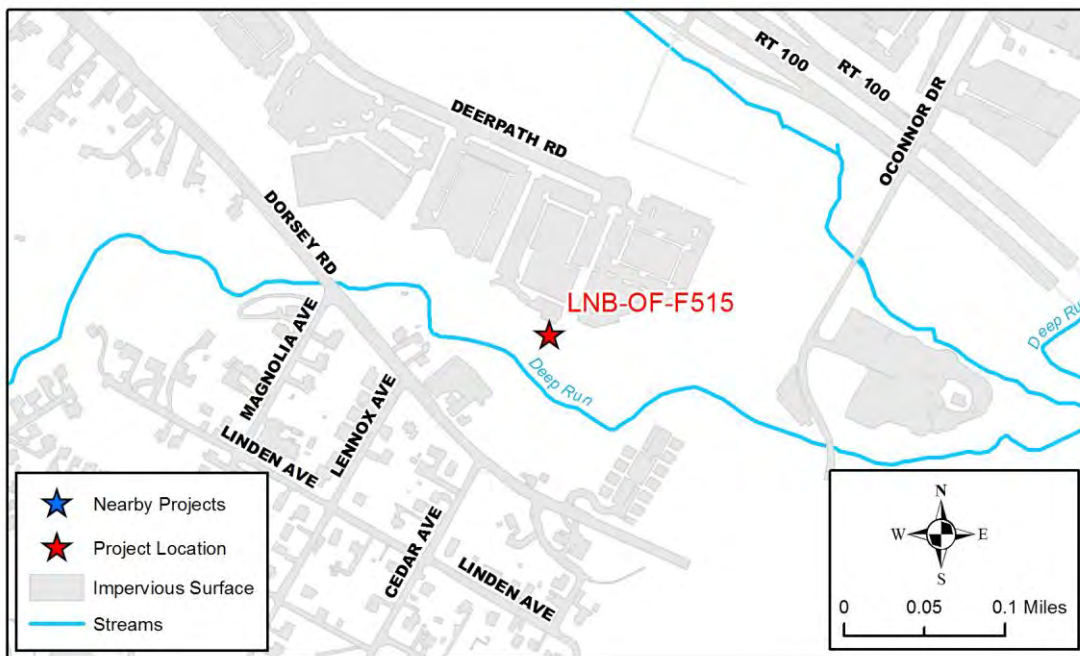 RT 100
RT 100
OCONNOR DR
DEERPATH RD
DORSEY RD
LNB-OF-F515
Deep Run
Deep Run
MAGNOLIA AVE
LENNOX AVE
LINDEN AVE
CEDAR AVE
LINDEN AVE
Nearby Projects
Project Location
Impervious Surface
Streams
N
W
E
S
0 0.05 0.1 Miles